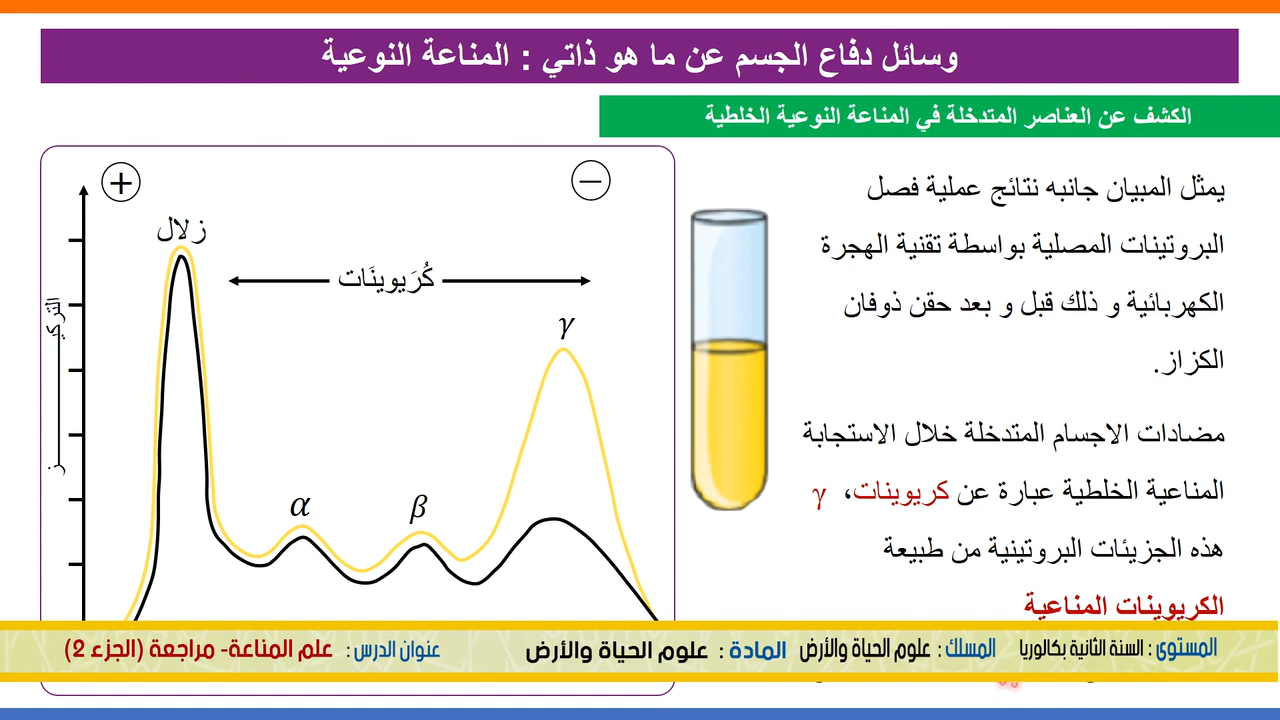 وسائل دفاع الجسم عن ما هو ذاتي : المناعة النوعية
الكشف عن العناصر المتدخلة في المناعة النوعية الخلطية
يمثل المبيان جانبه نتائج عملية فصل
البروتينات المصلية بواسطة تقنية الهجرة
الكهربائية و ذلك قبل و بعد حقن ذوفان
الكزاز.
مضادات الاجسام المتدخلة خلال الاستجابة
المناعية الخلطية عبارة عن كريوينات، γ
هذه الجزيئات البروتينية من طبيعة
الكريوينات المناعية
+
−
زلال
كُرَيوينَات
γ
α
β
التركيـــــــــز
المستوى : السنة الثانية بكالوريا
المسلك : علوم الحياة والأرض
المادة : علوم الحياة والأرض
عنوان الدرس : علم المناعة- مراجعة (الجزء 2)